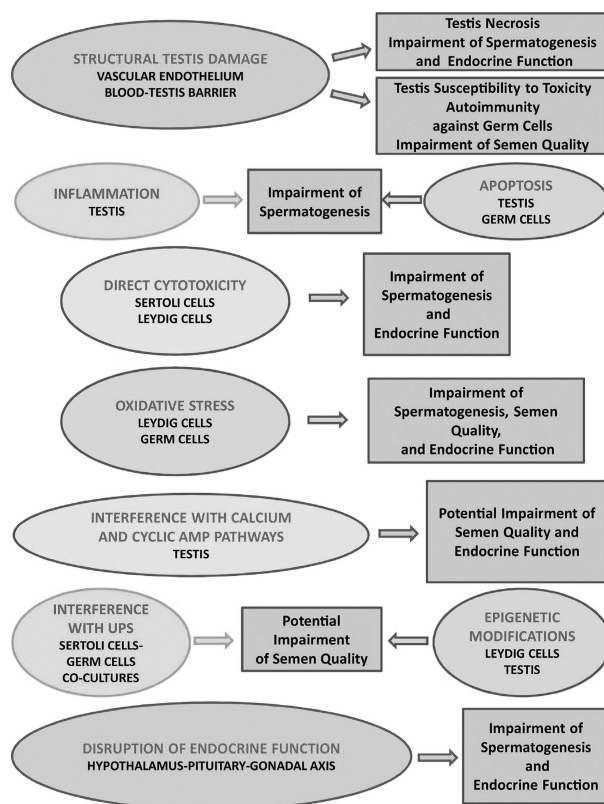 STRUCTURAL TESTIS DAMAGE
VASCULAR ENDOTHELIUM
BLOOD-TESTIS BARRIER
Testis Necrosis
Impairment of Spermatogenesis
and Endocrine Function
Testis Susceptibility to Toxicity
Autoimmunity
against Germ Cells
Impairment of Semen Quality
INFLAMMATION
TESTIS
Impairment of
Spermatogenesis
APOPTOSIS
TESTIS
GERM CELLS
DIRECT CYTOTOXICITY
SERTOLI CELLS
LEYDIG CELLS
Impairment of
Spermatogenesis
and
Endocrine Function
OXIDATIVE STRESS
LEYDIG CELLS
GERM CELLS
Impairment of
Spermatogenesis, Semen
Quality,
and Endocrine Function
INTERFERENCE WITH CALCIUM
AND CYCLIC AMP PATHWAYS
TESTIS
Potential Impairment of
Semen Quality and
Endocrine Function
INTERFERENCE
WITH UPS
SERTOLI CELLS-
GERM CELLS
CO-CULTURES
Potential
Impairment
of Semen Quality
EPIGENETIC
MODIFICATIONS
LEYDIG CELLS
TESTIS
DISRUPTION OF ENDOCRINE FUNCTION
HYPOTHALAMUS-PITUITARY-GONADAL AXIS
Impairment of
Spermatogenesis
and
Endocrine Function